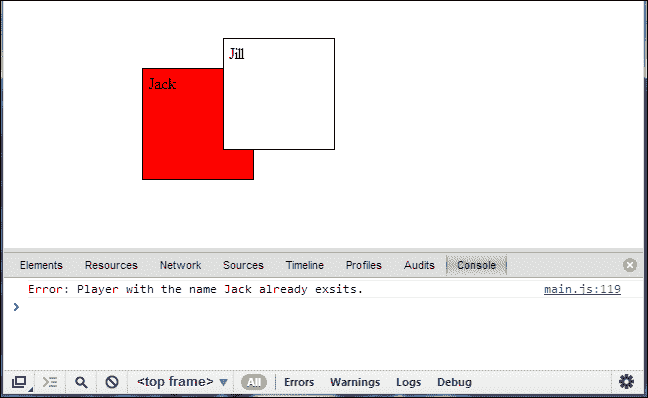 Jill
Jack
Elements Resources Network Sources Timeline Profiles Audits Console
Error: Player with the name Jack already exsits. main.js:119
<top frame> All Errors Warnings Logs Debug